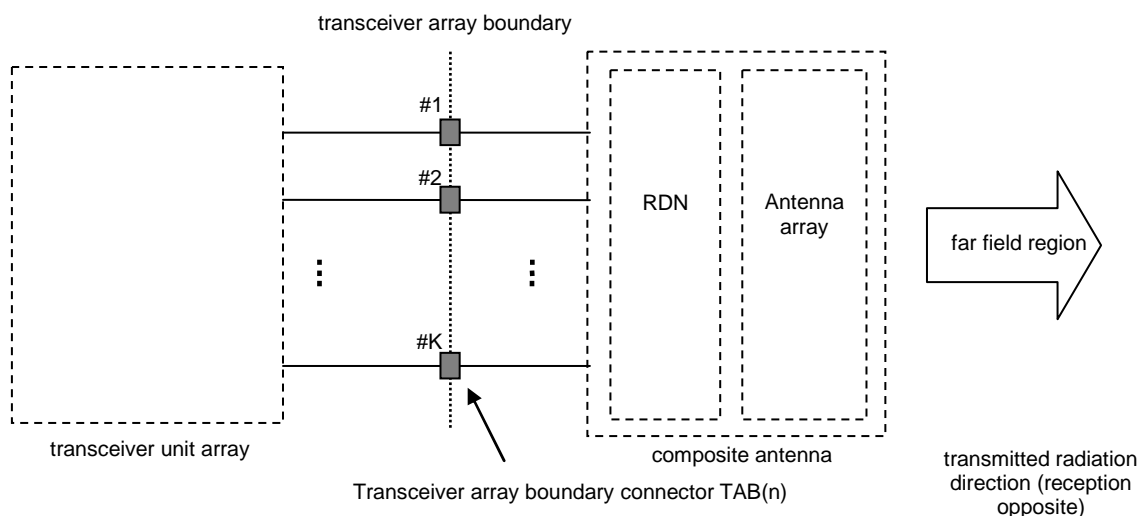 transceiver array boundary
#1
#2
#K
RDN
Antenna
array
far field region
transceiver unit array
composite antenna
Transceiver array boundary connector TAB(n)
transmitted radiation
direction (reception
opposite)